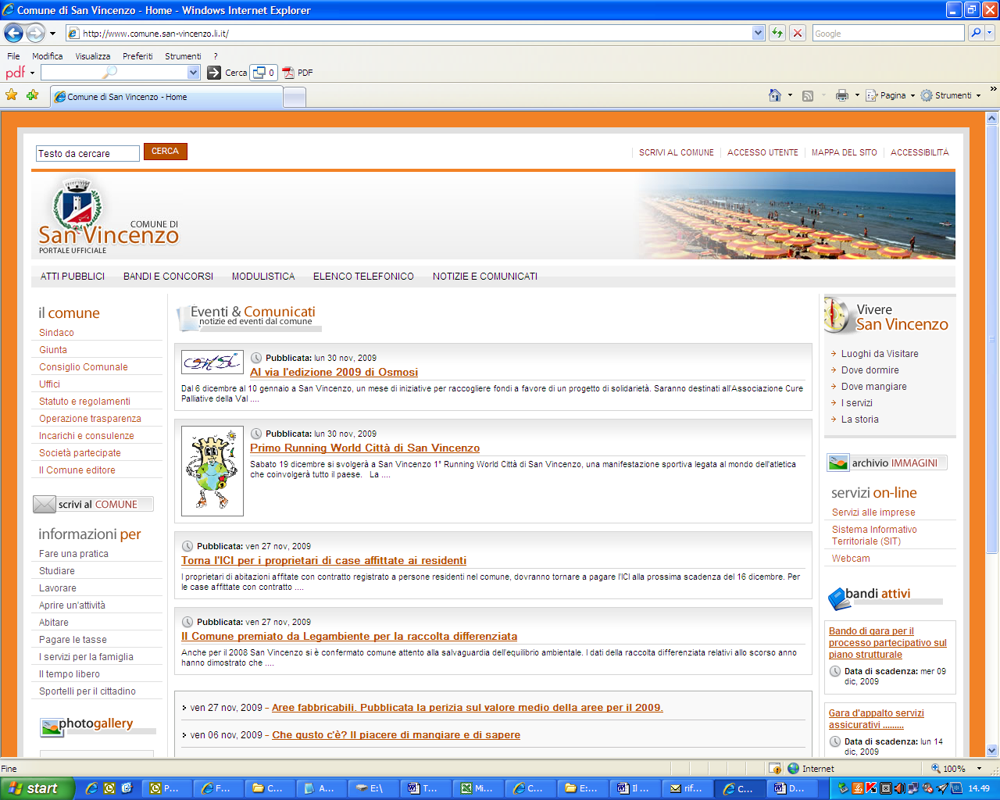 Comune di San Vincenzo - Home - Windows Internet Explorer
http://www.comune.san-vincenzo.li.it/
Google
File Modifica Visualizza Preferiti Strumenti ?
pdf Cerca 0 PDF
Comune di San Vincenzo - Home
Pagina Strumenti
Testo da cercare CERCA
SCRIVI AL COMUNE ACCESSO UTENTE MAPPA DEL SITO ACCESSIBILITÀ
COMUNE DI
San Vincenzo
PORTALE UFFICIALE
ATTI PUBBLICI BANDI E CONCORSI MODULISTICA ELENCO TELEFONICO NOTIZIE E COMUNICATI
il comune
Sindaco
Giunta
Consiglio Comunale
Uffici
Statuto e regolamenti
Operazione trasparenza
Incarichi e consulenze
Società partecipate
Il Comune editore
scrivi al COMUNE
informazioni per
Fare una pratica
Studiare
Lavorare
Aprire un'attività
Abitare
Pagare le tasse
I servizi per la famiglia
Il tempo libero
Sportelli per il cittadino
photogallery
Eventi & Comunicati
notizie ed eventi dal comune
Pubblicata: lun 30 nov, 2009
Al via l'edizione 2009 di Osmosi
Dal 6 dicembre al 10 gennaio a San Vincenzo, un mese di iniziative per raccogliere fondi a favore di un progetto di solidarietà. Saranno destinati all'Associazione Cure
Palliative della Val ....
Pubblicata: lun 30 nov, 2009
Primo Running World Città di San Vincenzo
Sabato 19 dicembre si svolgerà a San Vincenzo 1° Running World Città di San Vincenzo, una manifestazione sportiva legata al mondo dell'atletica
che coinvolgerà tutto il paese. La ....
Pubblicata: ven 27 nov, 2009
Torna l'ICI per i proprietari di case affittate ai residenti
I proprietari di abitazioni affitate con contratto registrato a persone residenti nel comune, dovranno tornare a pagare l'ICI alla prossima scadenza del 16 dicembre. Per
le case affittate con contratto ....
Pubblicata: ven 27 nov, 2009
Il Comune premiato da Legambiente per la raccolta differenziata
Anche per il 2008 San Vincenzo si è confermato comune attento alla salvaguardia dell'equilibrio ambientale. I dati della raccolta differenziata relativi allo scorso anno
hanno dimostrato che ....
ven 27 nov, 2009 - Aree fabbricabili. Pubblicata la perizia sul valore medio della aree per il 2009.
ven 06 nov, 2009 - Che gusto c'è? Il piacere di mangiare e di sapere
Vivere
San Vincenzo
Luoghi da Visitare
Dove dormire
Dove mangiare
I servizi
La storia
archivio IMMAGINI
servizi on-line
Servizi alle imprese
Sistema Informativo
Territoriale (SIT)
Webcam
bandi attivi
Bando di gara per il
processo partecipativo sul
piano strutturale
Data di scadenza: mer 09
dic, 2009
Gara d'appalto servizi
assicurativi .........
Data di scadenza: lun 14
dic, 2009
Fine Internet 100%
start P... F... C... A... E:\ T... Mi... C... E:... Il ... rif... C... D... 14.49